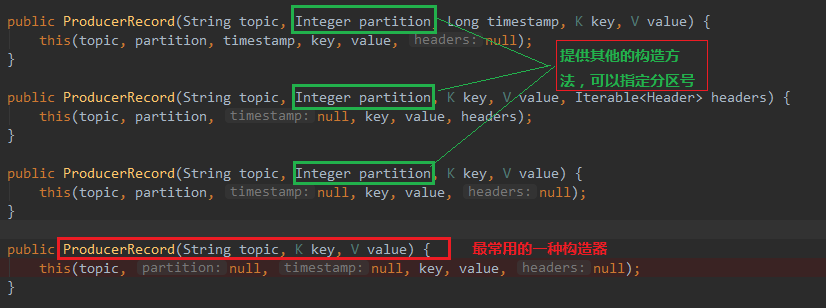 public ProducerRecord(String topic, Integer partition, Long timestamp, K key, V value) {
this(topic, partition, timestamp, key, value, headers: null);
}
提供其他的构造方
法，可以指定分区号
public ProducerRecord(String topic, Integer partition, K key, V value, Iterable<Header> headers) {
this(topic, partition, timestamp: null, key, value, headers);
}
public ProducerRecord(String topic, Integer partition, K key, V value) {
this(topic, partition, timestamp: null, key, value, headers: null);
}
public ProducerRecord(String topic, K key, V value) { 最常用的一种构造器
this(topic, partition: null, timestamp: null, key, value, headers: null);
}